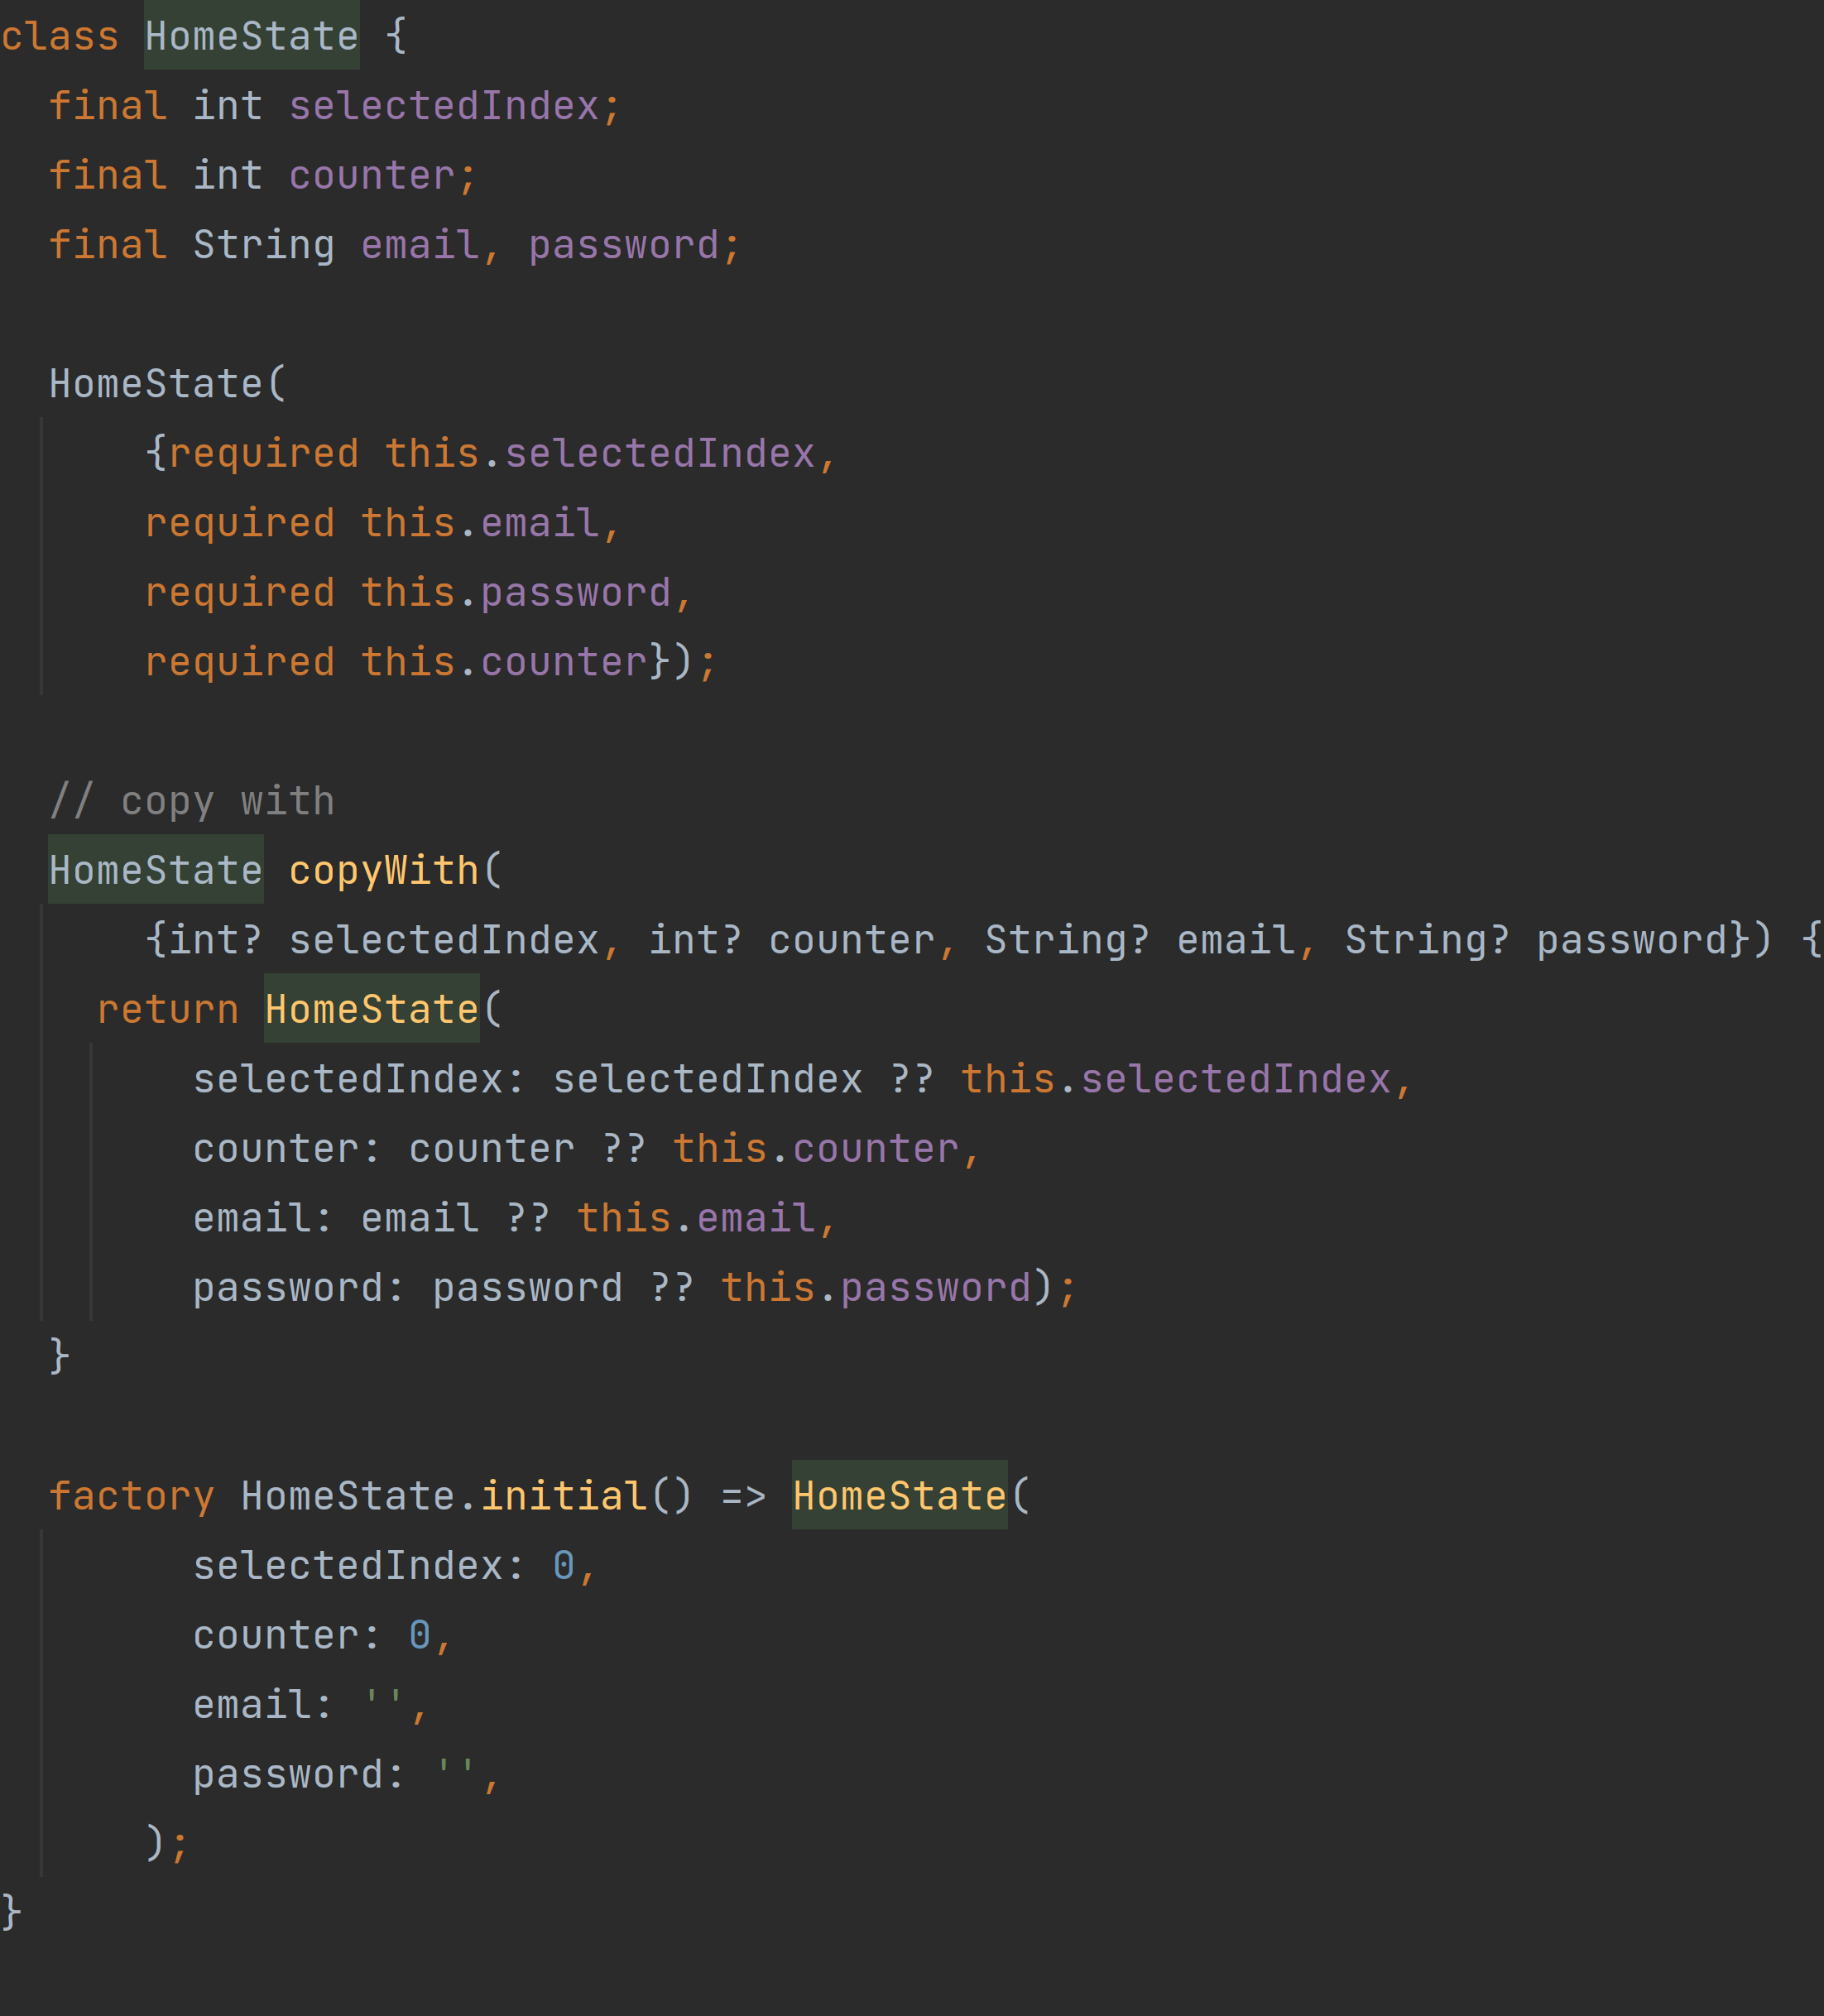 class HomeState {
  final int selectedIndex;
  final int counter;
  final String email, password;

  HomeState(
      {required this.selectedIndex,
      required this.email,
      required this.password,
      required this.counter});

  // copy with
  HomeState copyWith(
      {int? selectedIndex, int? counter, String? email, String? password}) {
    return HomeState(
        selectedIndex: selectedIndex ?? this.selectedIndex,
        counter: counter ?? this.counter,
        email: email ?? this.email,
        password: password ?? this.password);
  }

  factory HomeState.initial() => HomeState(
        selectedIndex: 0,
        counter: 0,
        email: '',
        password: '',
      );
}